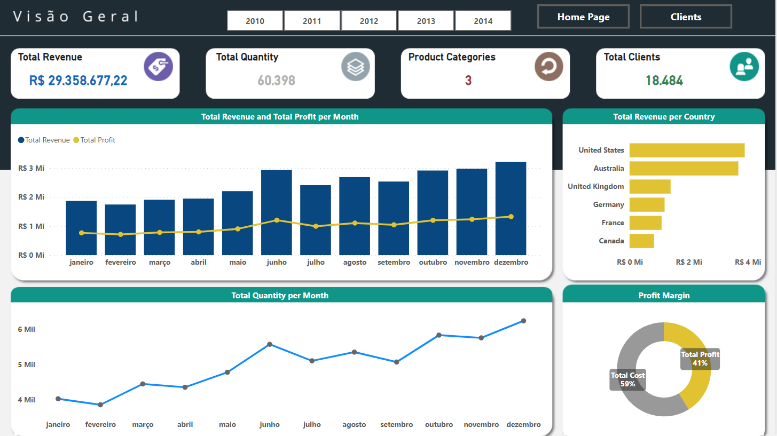 Visão Geral
2010 2011 2012 2013 2014
Home Page Clients
Total Revenue
R$ 29.358.677,22
Total Quantity
60.398
Product Categories
3
Total Clients
18.484
Total Revenue and Total Profit per Month
Total Revenue Total Profit
R$ 3 Mi
R$ 2 Mi
R$ 1 Mi
R$ 0 Mi
janeiro fevereiro março abril maio junho julho agosto setembro outubro novembro dezembro
Total Revenue per Country
United States
Australia
United Kingdom
Germany
France
Canada
R$ 0 Mi R$ 2 Mi R$ 4 Mi
Total Quantity per Month
6 Mil
5 Mil
4 Mil
janeiro fevereiro março abril maio junho julho agosto setembro outubro novembro dezembro
Profit Margin
Total Profit
41%
Total Cost
59%